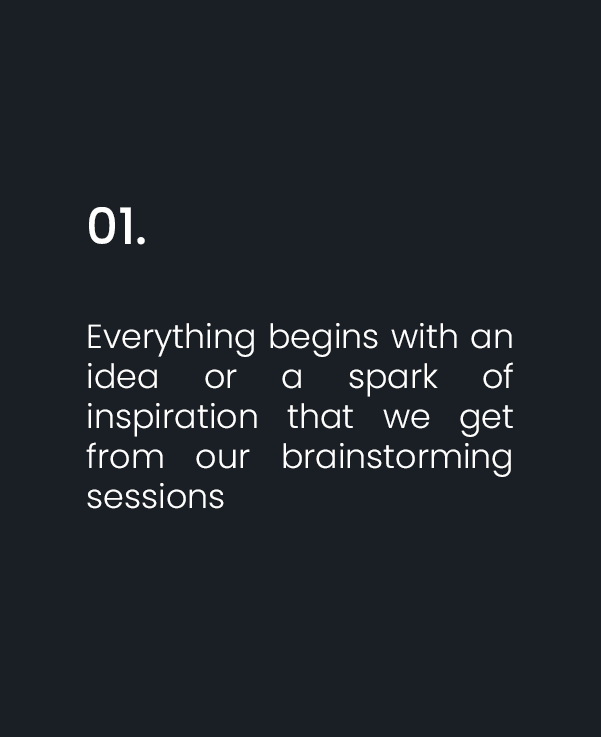 01.
Everything begins with an
idea or a spark of
inspiration that we get
from our brainstorming
sessions